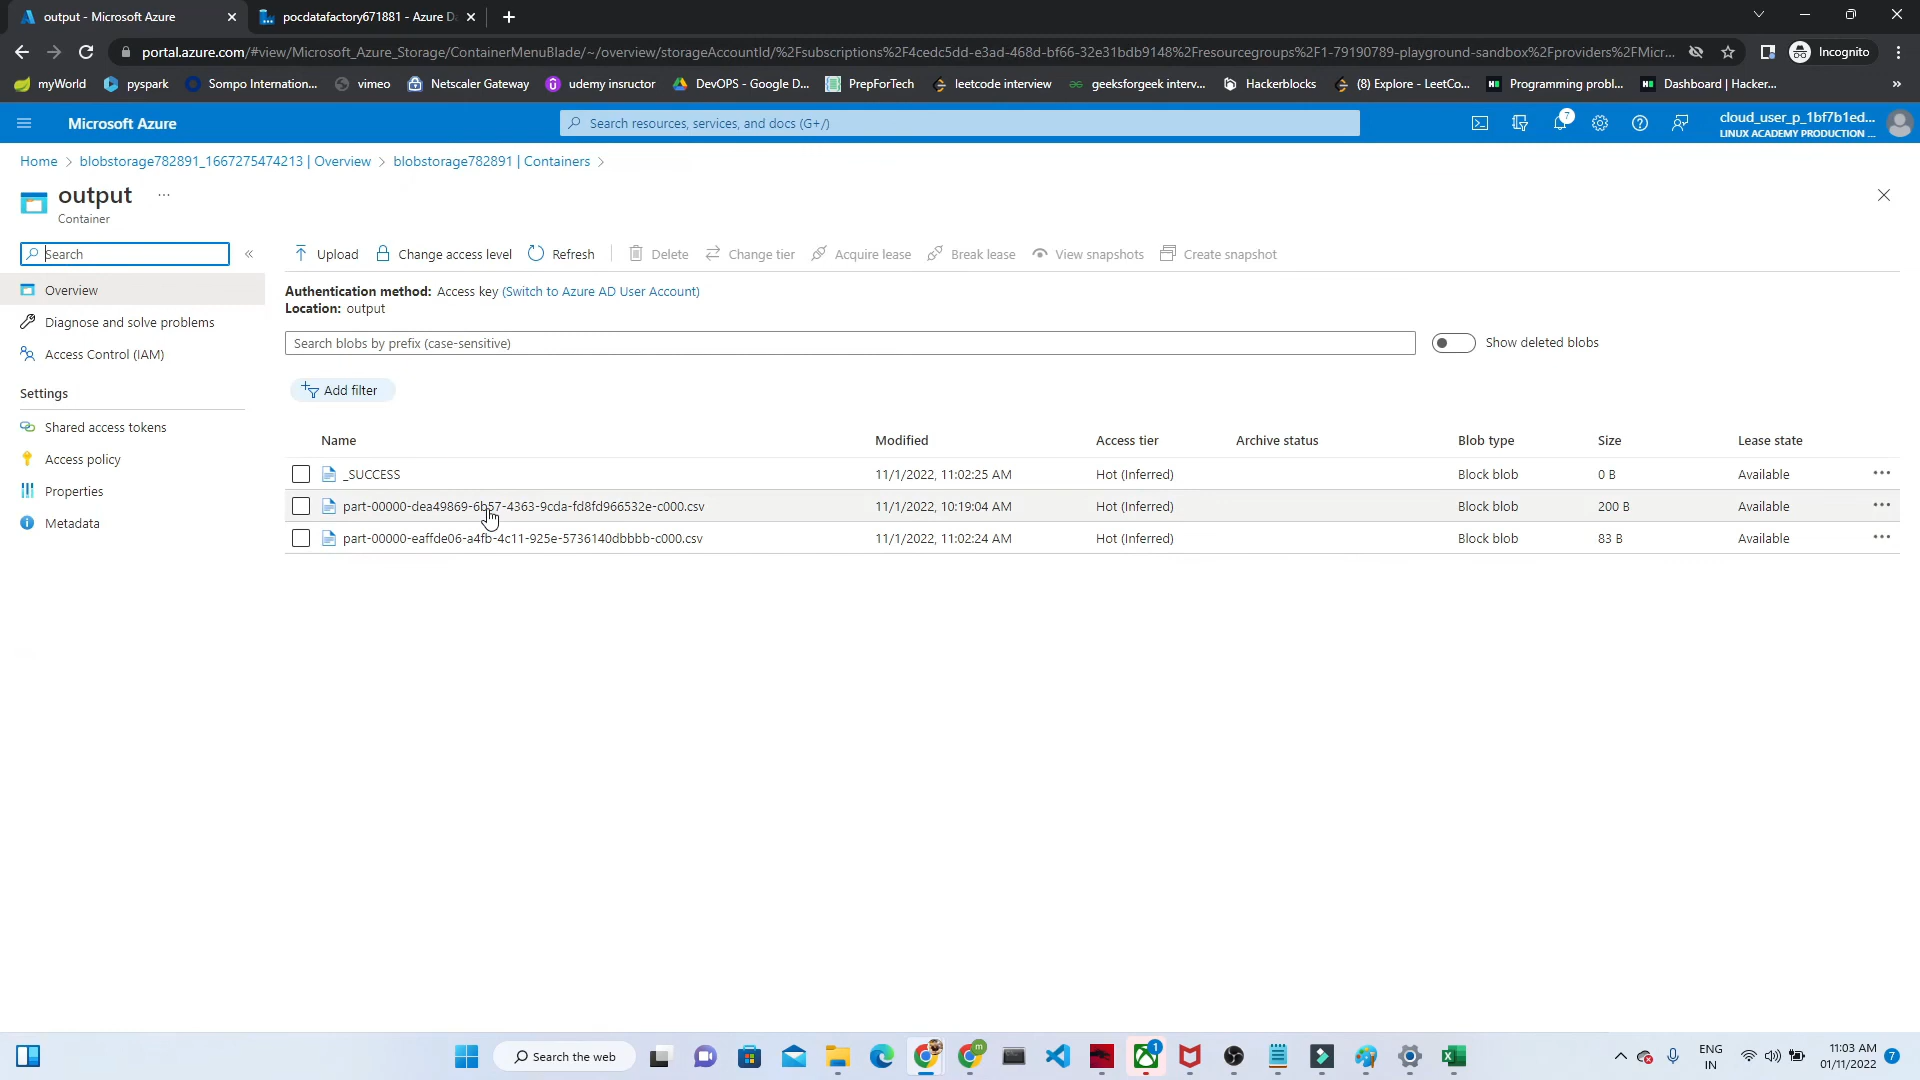 output - Microsoft Azure
pocdatafactory671881 - Azure D
portal.azure.com/#view/Microsoft_Azure_Storage/ContainerMenuBlade/~/overview/storageAccountId/%2Fsubscriptions%2F4cedc5dd-e3ad-468d-bf66-32e31bdb9148%2Fresourcegroups%2F1-79190789-playground-sandbox%2Fproviders%2FMicr...
Incognito
myWorld
pyspark
Sompo Internation...
vimeo
Netscaler Gateway
udemy insructor
DevOPS - Google D...
PrepForTech
leetcode interview
geeksforgeek interv...
Hackerblocks
(8) Explore - LeetCo...
Programming probl...
Dashboard | Hacker...
»
Microsoft Azure
Search resources, services, and docs (G+/)
7
cloud_user_p_1bf7b1ed...
LINUX ACADEMY PRODUCTION ...
Home > blobstorage782891_1667275474213 | Overview > blobstorage782891 | Containers >
output ...
Container
Search
«
Upload
Change access level
Refresh
Delete
Change tier
Acquire lease
Break lease
View snapshots
Create snapshot
Overview
Diagnose and solve problems
Access Control (IAM)
Settings
Shared access tokens
Access policy
Properties
Metadata
Authentication method: Access key (Switch to Azure AD User Account)
Location: output
Search blobs by prefix (case-sensitive)
Show deleted blobs
Add filter
Name Modified Access tier Archive status Blob type Size Lease state
_SUCCESS 11/1/2022, 11:02:25 AM Hot (Inferred) Block blob 0 B Available ...
part-00000-dea49869-6b57-4363-9cda-fd8fd966532e-c000.csv 11/1/2022, 10:19:04 AM Hot (Inferred) Block blob 200 B Available ...
part-00000-eaffde06-a4fb-4c11-925e-5736140dbbbb-c000.csv 11/1/2022, 11:02:24 AM Hot (Inferred) Block blob 83 B Available ...
Search the web
m
1
ENG
IN
11:03 AM
01/11/2022
7